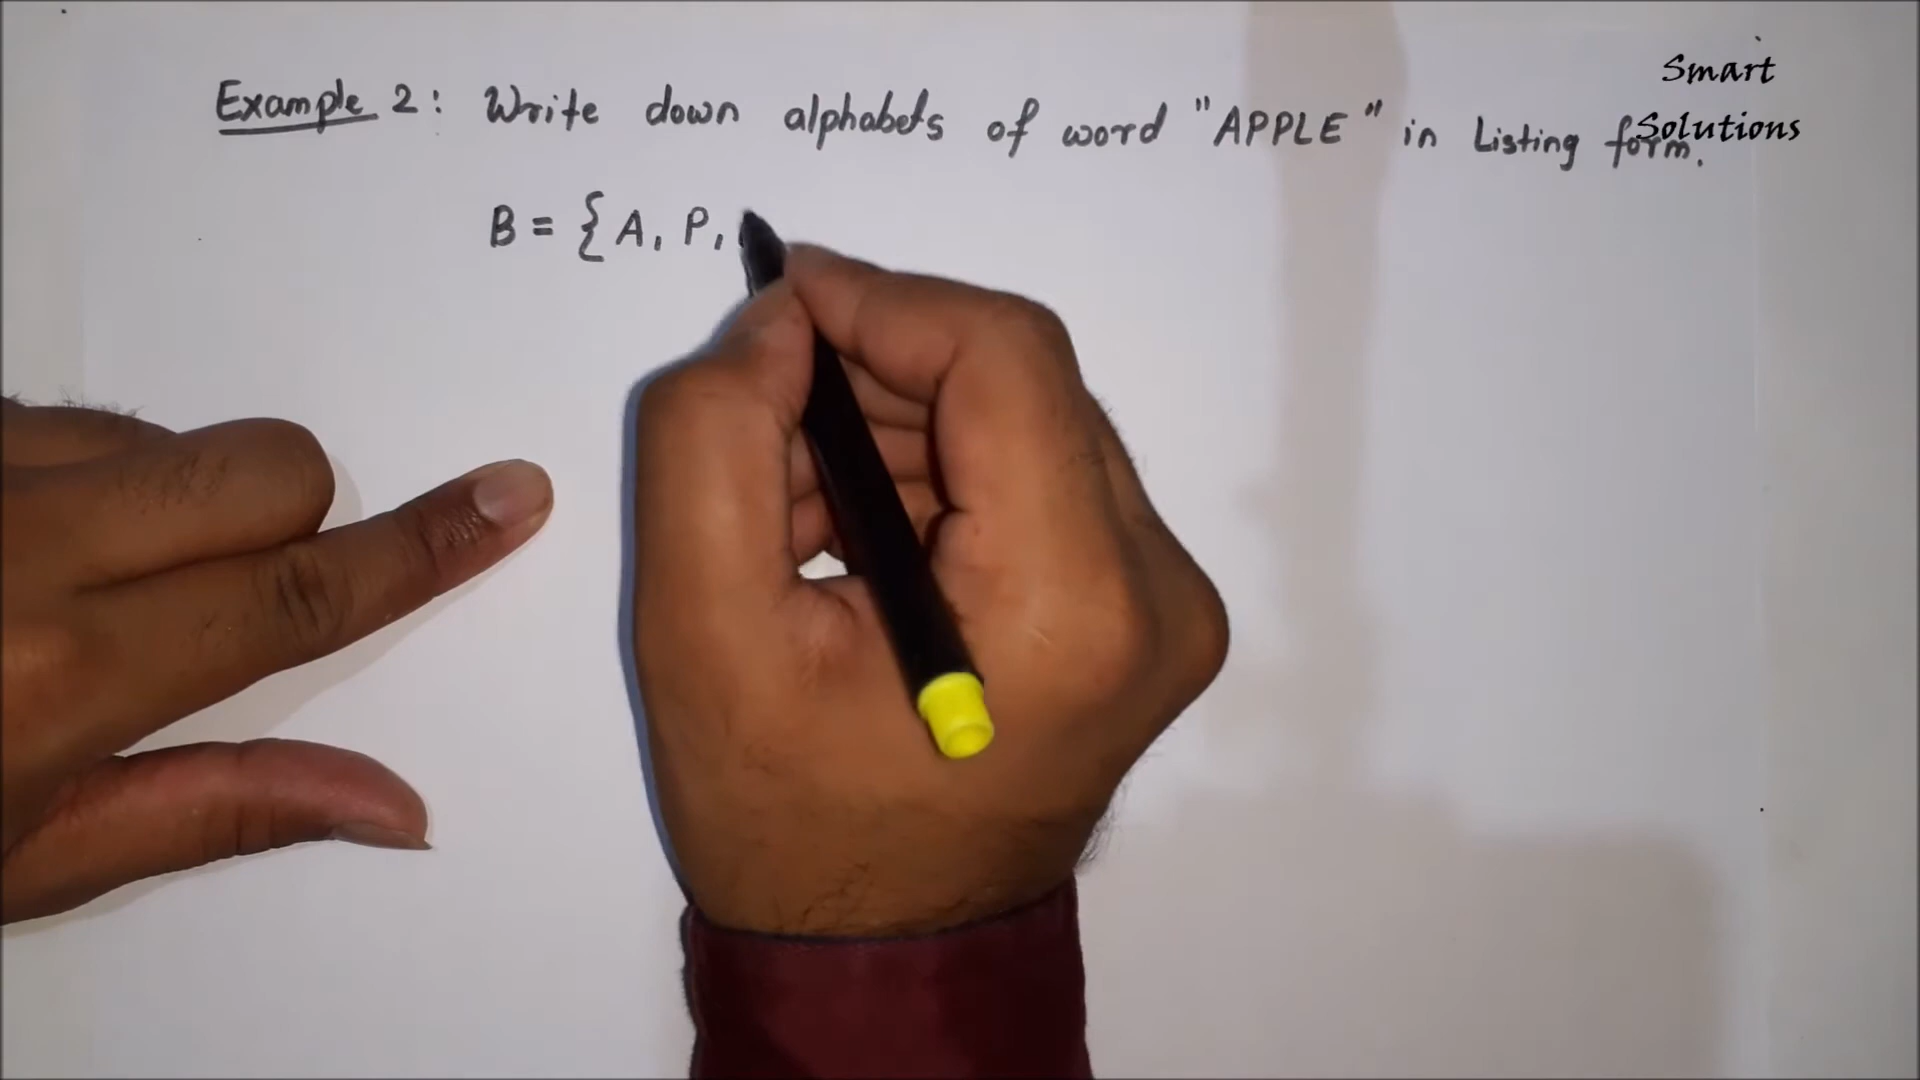 Example 2: Write down alphabets of word "APPLE" in Listing form.
Smart
Solutions
B = { A, P,